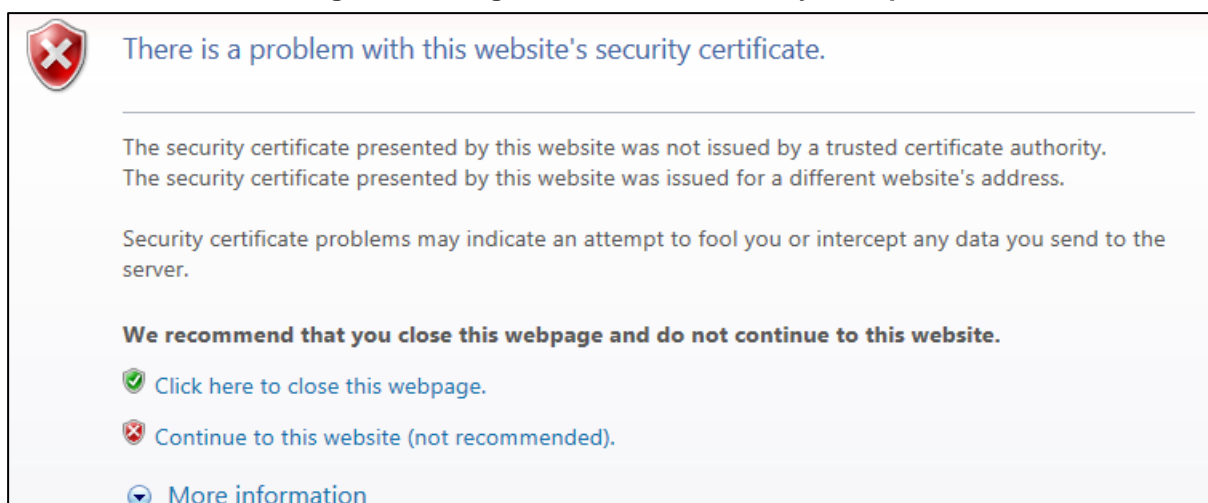 There is a problem with this website's security certificate.
The security certificate presented by this website was not issued by a trusted certificate authority.
The security certificate presented by this website was issued for a different website's address.
Security certificate problems may indicate an attempt to fool you or intercept any data you send to the
server.
We recommend that you close this webpage and do not continue to this website.
Click here to close this webpage.
Continue to this website (not recommended).
More information